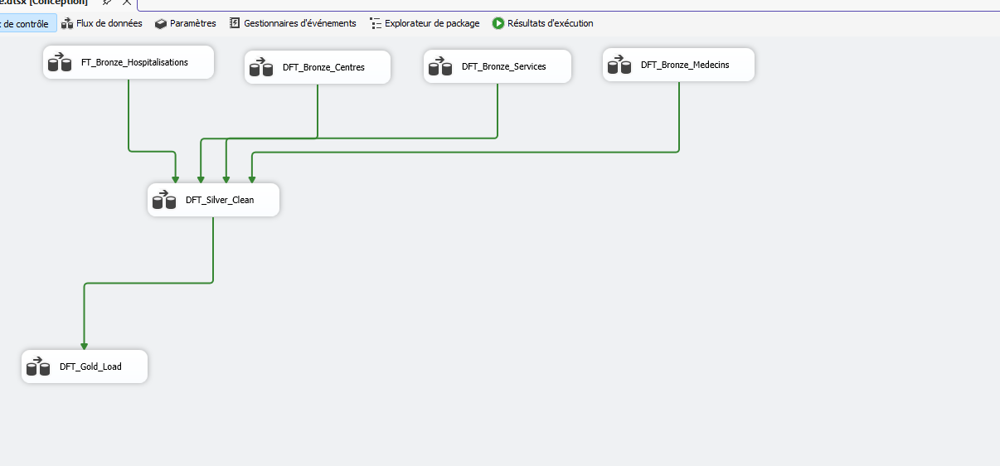 e.dtsx [Conception]
de contrôle
Flux de données
Paramètres
Gestionnaires d'événements
Explorateur de package
Résultats d'exécution
FT_Bronze_Hospitalisations
DFT_Bronze_Centres
DFT_Bronze_Services
DFT_Bronze_Medecins
DFT_Silver_Clean
DFT_Gold_Load